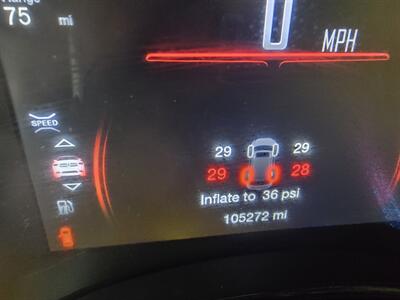 Range
75 mi
0
MPH
SPEED
29 29
29 28
Inflate to 36 psi
105272 mi